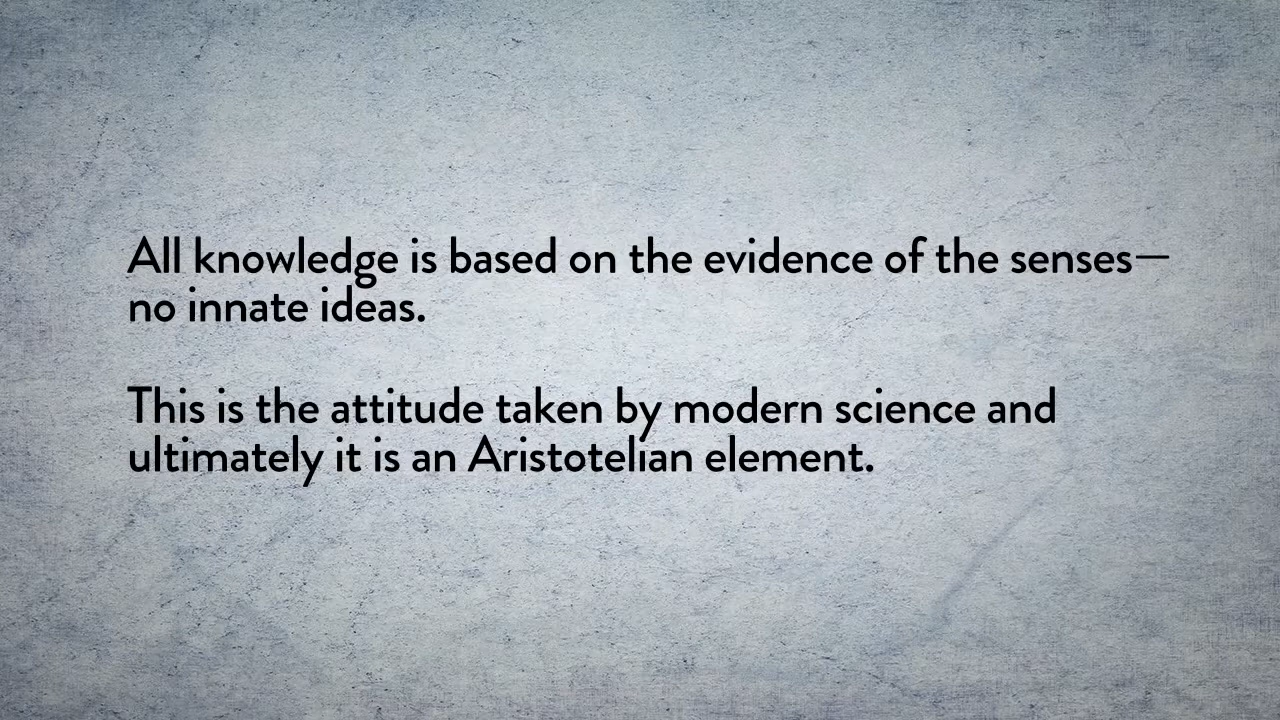 All knowledge is based on the evidence of the senses—
no innate ideas.
This is the attitude taken by modern science and
ultimately it is an Aristotelian element.